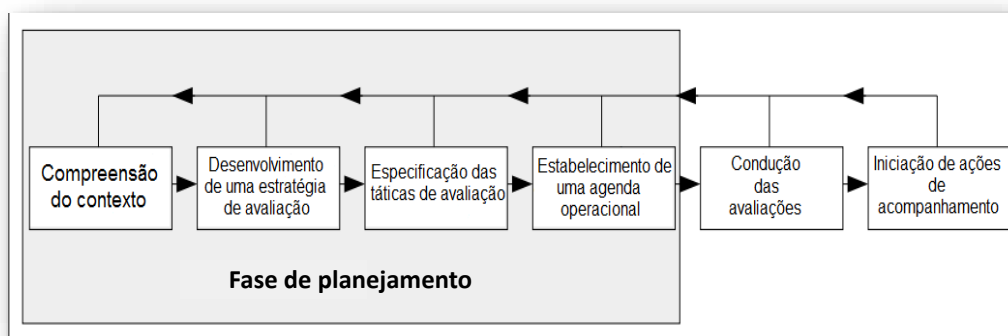 Compreensão
do contexto
Desenvolvimento
de uma estratégia
de avaliação
Especificação das
táticas de avaliação
Estabelecimento de
uma agenda
operacional
Condução
das
avaliações
Iniciação de ações
de
acompanhamento
Fase de planejamento